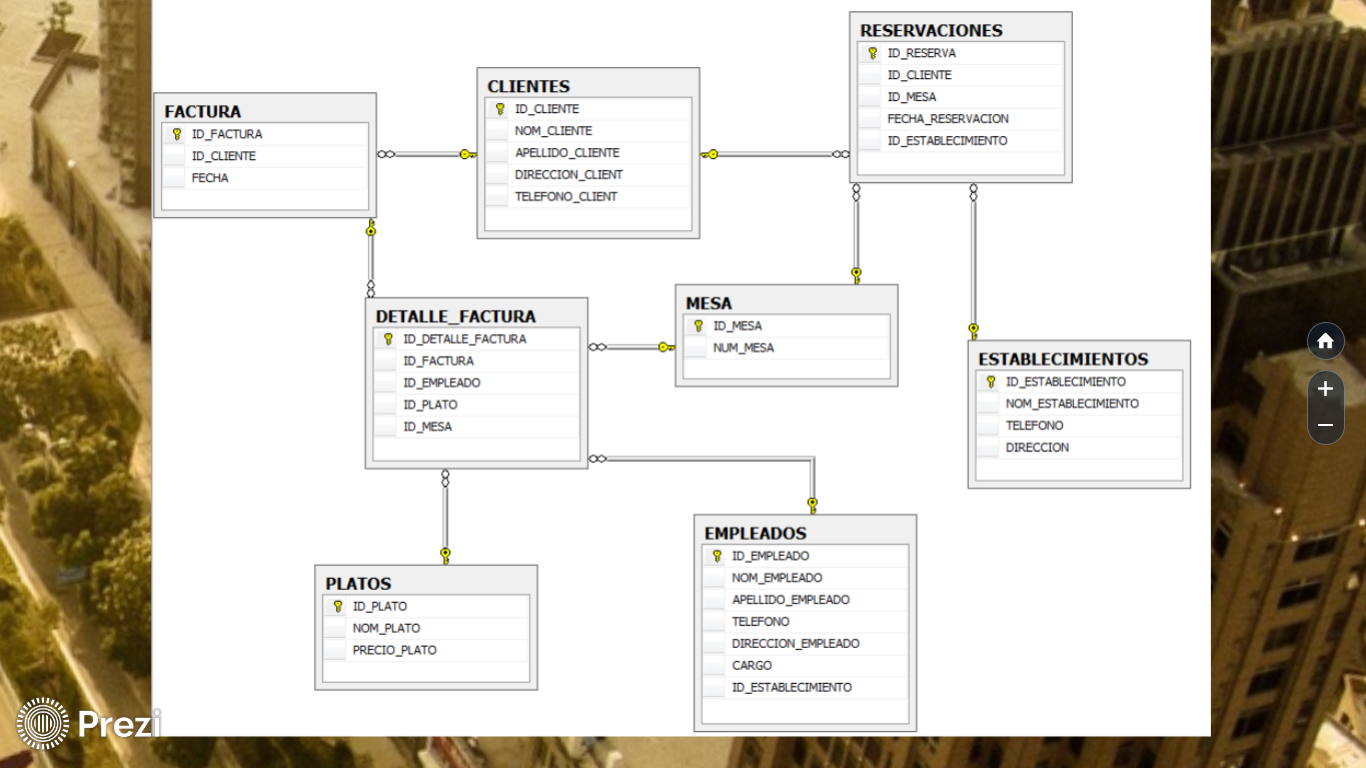 FACTURA
ID_FACTURA
ID_CLIENTE
FECHA
CLIENTES
ID_CLIENTE
NOM_CLIENTE
APELLIDO_CLIENTE
DIRECCION_CLIENT
TELEFONO_CLIENT
RESERVACIONES
ID_RESERVA
ID_CLIENTE
ID_MESA
FECHA_RESERVACION
ID_ESTABLECIMIENTO
DETALLE_FACTURA
ID_DETALLE_FACTURA
ID_FACTURA
ID_EMPLEADO
ID_PLATO
ID_MESA
MESA
ID_MESA
NUM_MESA
ESTABLECIMIENTOS
ID_ESTABLECIMIENTO
NOM_ESTABLECIMIENTO
TELEFONO
DIRECCION
PLATOS
ID_PLATO
NOM_PLATO
PRECIO_PLATO
EMPLEADOS
ID_EMPLEADO
NOM_EMPLEADO
APELLIDO_EMPLEADO
TELEFONO
DIRECCION_EMPLEADO
CARGO
ID_ESTABLECIMIENTO
Prezi